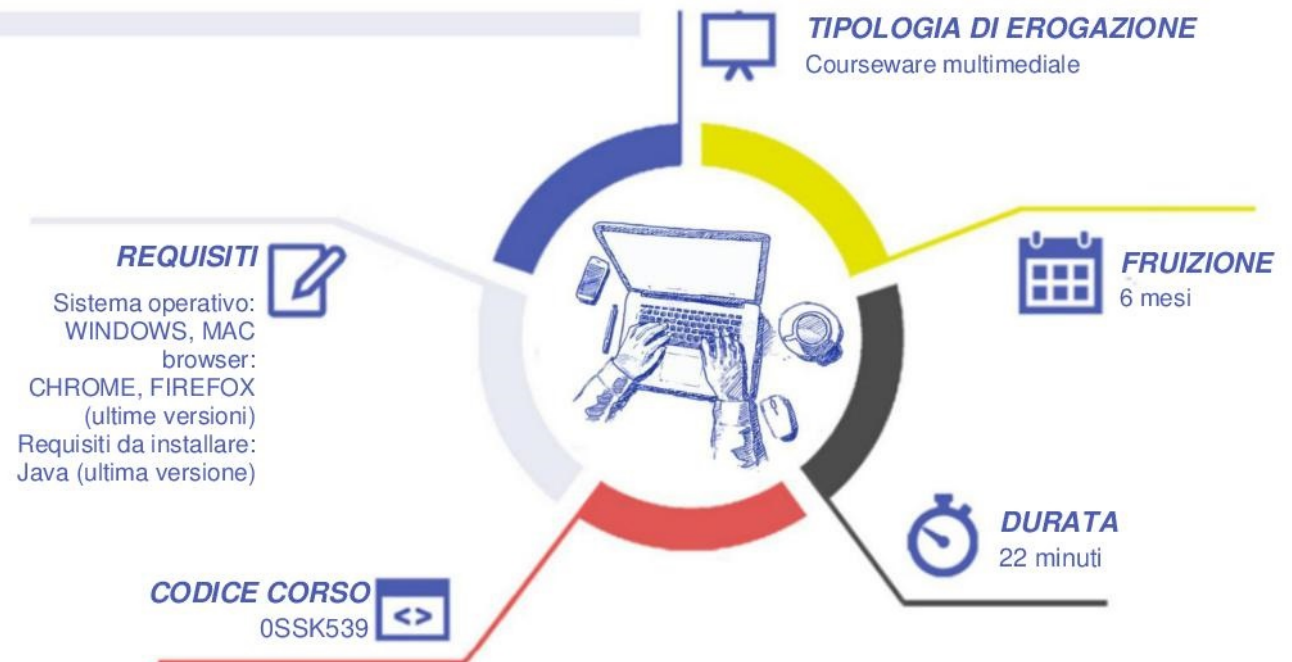 TIPOLOGIA DI EROGAZIONE
Courseware multimediale
REQUISITI
Sistema operativo:
WINDOWS, MAC
browser:
CHROME, FIREFOX
(ultime versioni)
Requisiti da installare:
Java (ultima versione)
FRUIZIONE
6 mesi
DURATA
22 minuti
CODICE CORSO
0SSK539
<>